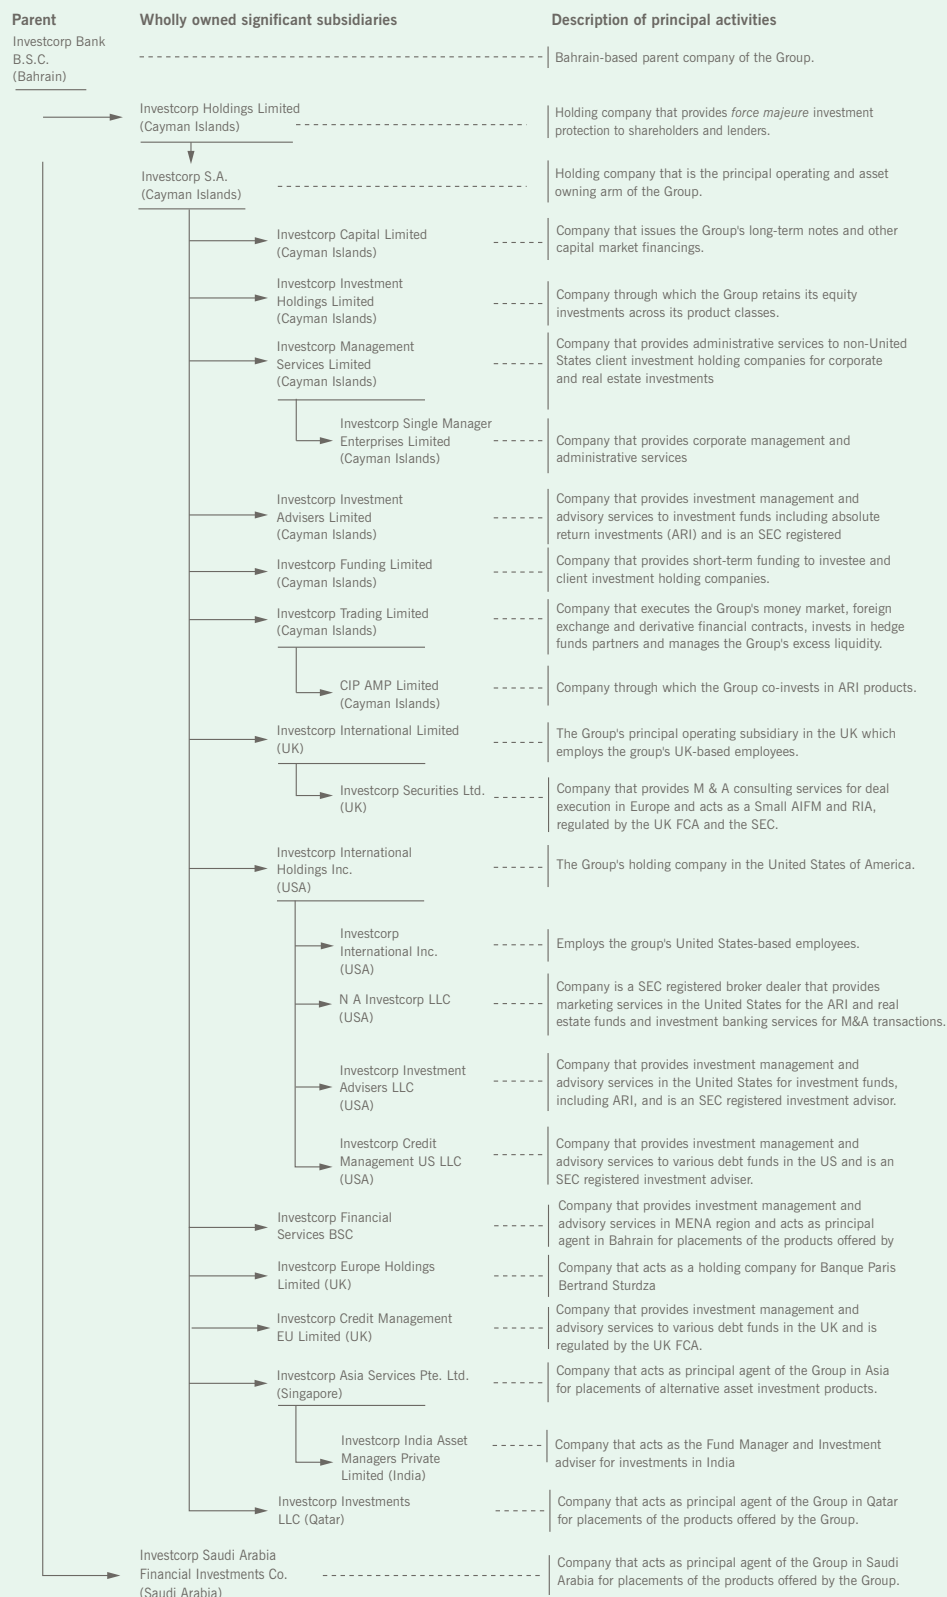 Parent Wholly owned significant subsidiaries Description of principal activities
Investcorp Bank
B.S.C.
(Bahrain)
Bahrain-based parent company of the Group.
Investcorp Holdings Limited
(Cayman Islands)
Holding company that provides force majeure investment
protection to shareholders and lenders.
Investcorp S.A.
(Cayman Islands)
Holding company that is the principal operating and asset
owning arm of the Group.
Investcorp Capital Limited
(Cayman Islands)
Company that issues the Group's long-term notes and other
capital market financings.
Investcorp Investment
Holdings Limited
(Cayman Islands)
Company through which the Group retains its equity
investments across its product classes.
Investcorp Management
Services Limited
(Cayman Islands)
Company that provides administrative services to non-United
States client investment holding companies for corporate
and real estate investments
Investcorp Single Manager
Enterprises Limited
(Cayman Islands)
Company that provides corporate management and
administrative services
Investcorp Investment
Advisers Limited
(Cayman Islands)
Company that provides investment management and
advisory services to investment funds including absolute
return investments (ARI) and is an SEC registered
Investcorp Funding Limited
(Cayman Islands)
Company that provides short-term funding to investee and
client investment holding companies.
Investcorp Trading Limited
(Cayman Islands)
Company that executes the Group's money market, foreign
exchange and derivative financial contracts, invests in hedge
funds partners and manages the Group's excess liquidity.
CIP AMP Limited
(Cayman Islands)
Company through which the Group co-invests in ARI products.
Investcorp International Limited
(UK)
The Group's principal operating subsidiary in the UK which
employs the group's UK-based employees.
Investcorp Securities Ltd.
(UK)
Company that provides M & A consulting services for deal
execution in Europe and acts as a Small AIFM and RIA,
regulated by the UK FCA and the SEC.
Investcorp International
Holdings Inc.
(USA)
The Group's holding company in the United States of America.
Investcorp
International Inc.
(USA)
Employs the group's United States-based employees.
N A Investcorp LLC
(USA)
Company is a SEC registered broker dealer that provides
marketing services in the United States for the ARI and real
estate funds and investment banking services for M&A transactions.
Investcorp Investment
Advisers LLC
(USA)
Company that provides investment management and
advisory services in the United States for investment funds,
including ARI, and is an SEC registered investment advisor.
Investcorp Credit
Management US LLC
(USA)
Company that provides investment management and
advisory services to various debt funds in the US and is an
SEC registered investment adviser.
Investcorp Financial
Services BSC
Company that provides investment management and
advisory services in MENA region and acts as principal
agent in Bahrain for placements of the products offered by
Investcorp Europe Holdings
Limited (UK)
Company that acts as a holding company for Banque Paris
Bertrand Sturdza
Investcorp Credit Management
EU Limited (UK)
Company that provides investment management and
advisory services to various debt funds in the UK and is
regulated by the UK FCA.
Investcorp Asia Services Pte. Ltd.
(Singapore)
Company that acts as principal agent of the Group in Asia
for placements of alternative asset investment products.
Investcorp India Asset
Managers Private
Limited (India)
Company that acts as the Fund Manager and Investment
adviser for investments in India
Investcorp Investments
LLC (Qatar)
Company that acts as principal agent of the Group in Qatar
for placements of the products offered by the Group.
Investcorp Saudi Arabia
Financial Investments Co.
(Saudi Arabia)
Company that acts as principal agent of the Group in Saudi
Arabia for placements of the products offered by the Group.